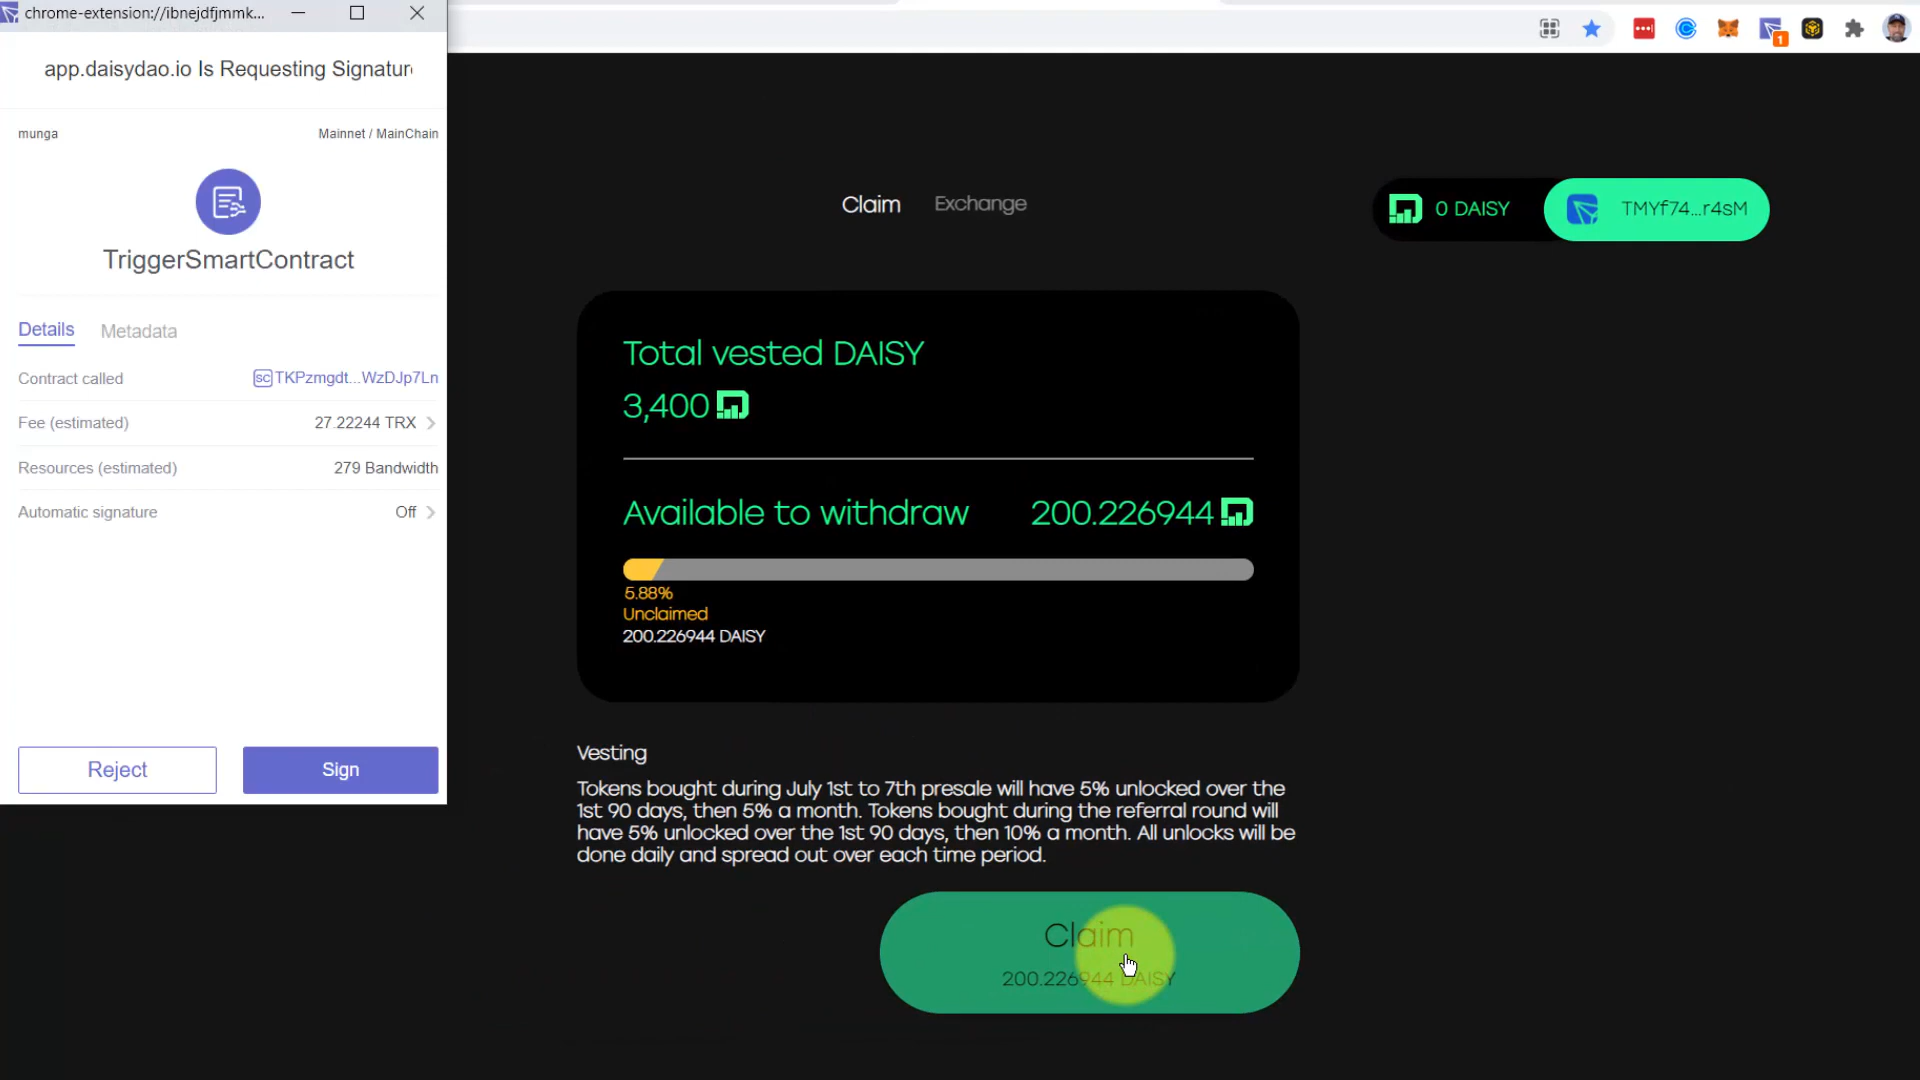 chrome-extension://ibnejdfjmmk...
app.daisydao.io Is Requesting Signature
munga
Mainnet / MainChain
TriggerSmartContract
Details
Metadata
Contract called
SC TKPzmgdt...WzDJp7Ln
Fee (estimated)
27.22244 TRX
Resources (estimated)
279 Bandwidth
Automatic signature
Off
Reject
Sign
1
Claim
Exchange
0 DAISY
TMYf74...r4sM
Total vested DAISY
3,400
Available to withdraw
200.226944
5.88%
Unclaimed
200.226944 DAISY
Vesting
Tokens bought during July 1st to 7th presale will have 5% unlocked over the
1st 90 days, then 5% a month. Tokens bought during the referral round will
have 5% unlocked over the 1st 90 days, then 10% a month. All unlocks will be
done daily and spread out over each time period.
Claim
200.226944 DAISY